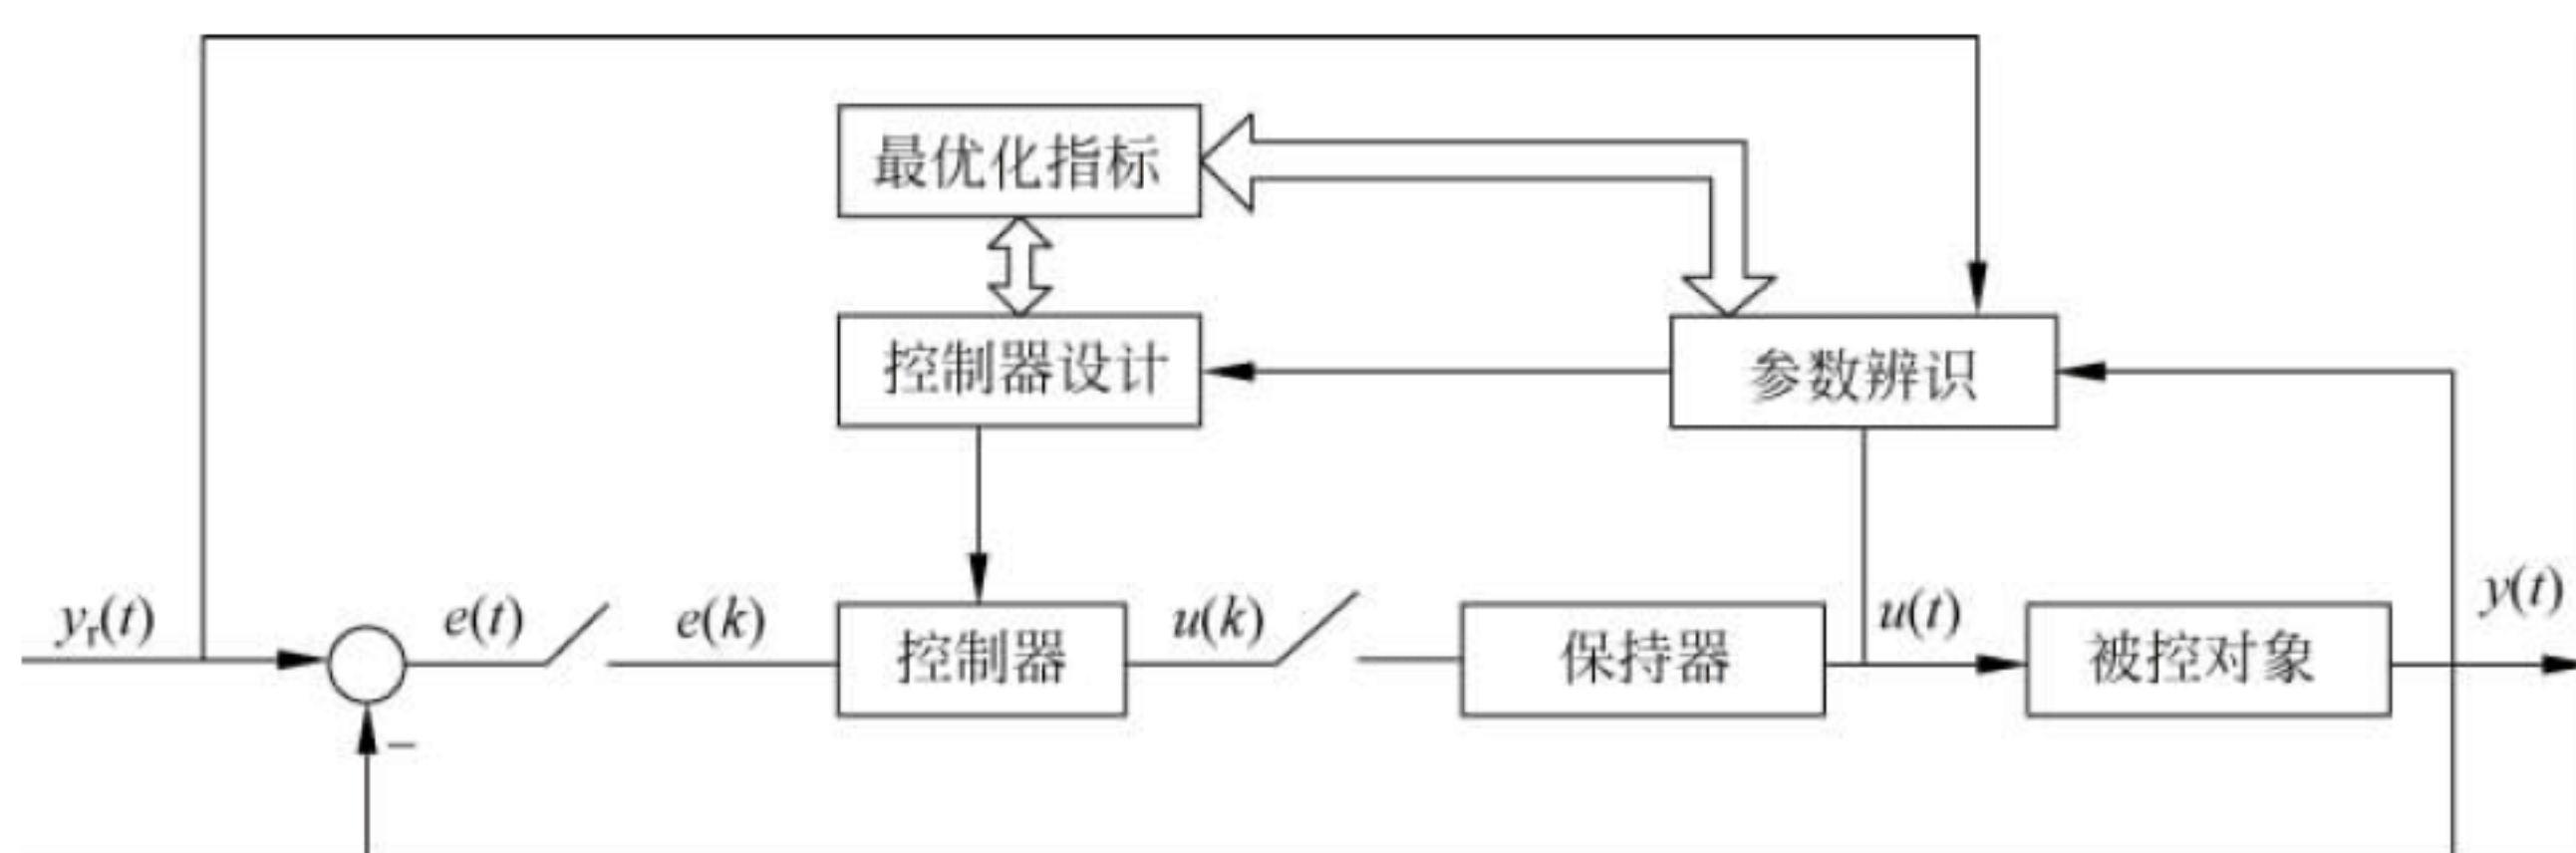 最优化指标
控制器设计
参数辨识
yr(t)
e(t)
e(k)
控制器
u(k)
保持器
u(t)
被控对象
y(t)
−